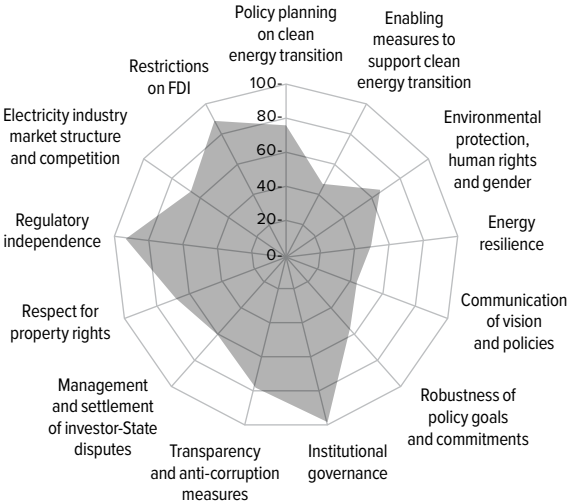 Policy planning
on clean
energy transition
Enabling
measures to
support clean
energy transition
Environmental
protection,
human rights
and gender
Energy
resilience
Communication
of vision
and policies
Robustness of
policy goals
and commitments
Institutional
governance
Transparency
and anti-corruption
measures
Management
and settlement
of investor-State
disputes
Respect for
property rights
Regulatory
independence
Electricity industry
market structure
and competition
Restrictions
on FDI
100
80
60
40
20
0